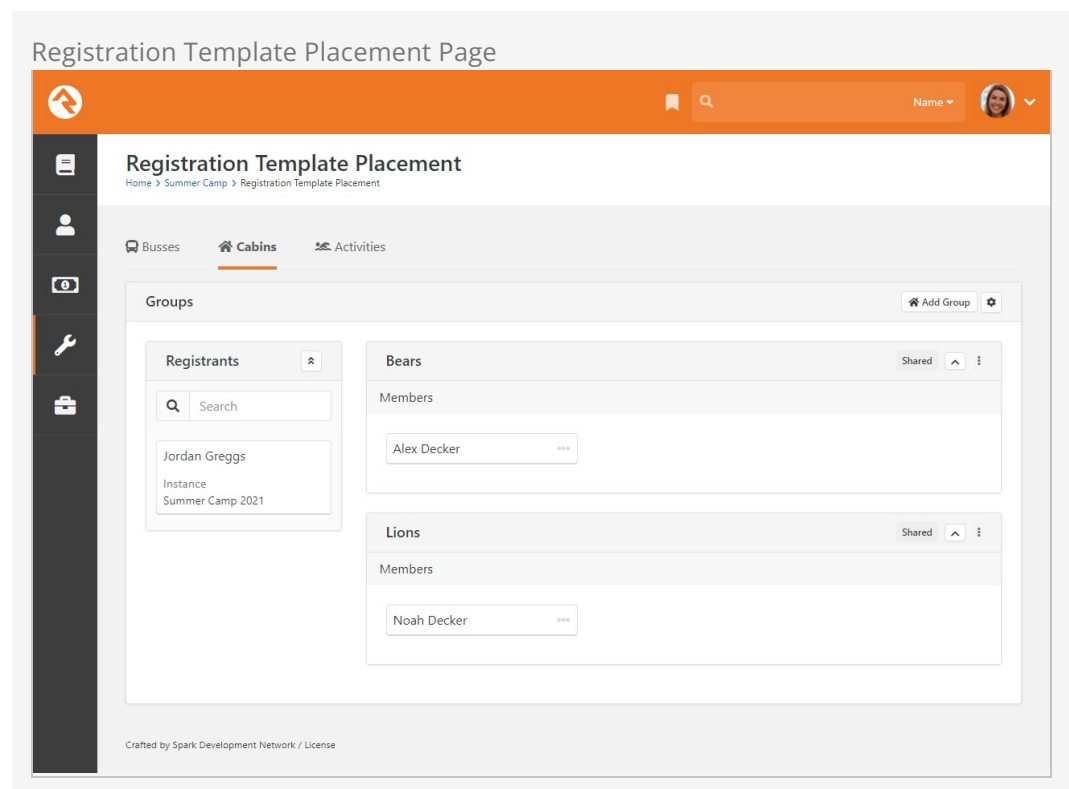 Registration Template Placement Page
Name
Registration Template Placement
Home > Summer Camp > Registration Template Placement
Busses Cabins Activities
Groups Add Group
Registrants
Search
Jordan Greggs
Instance
Summer Camp 2021
Bears Shared
Members
Alex Decker
Lions Shared
Members
Noah Decker
Crafted by Spark Development Network / License